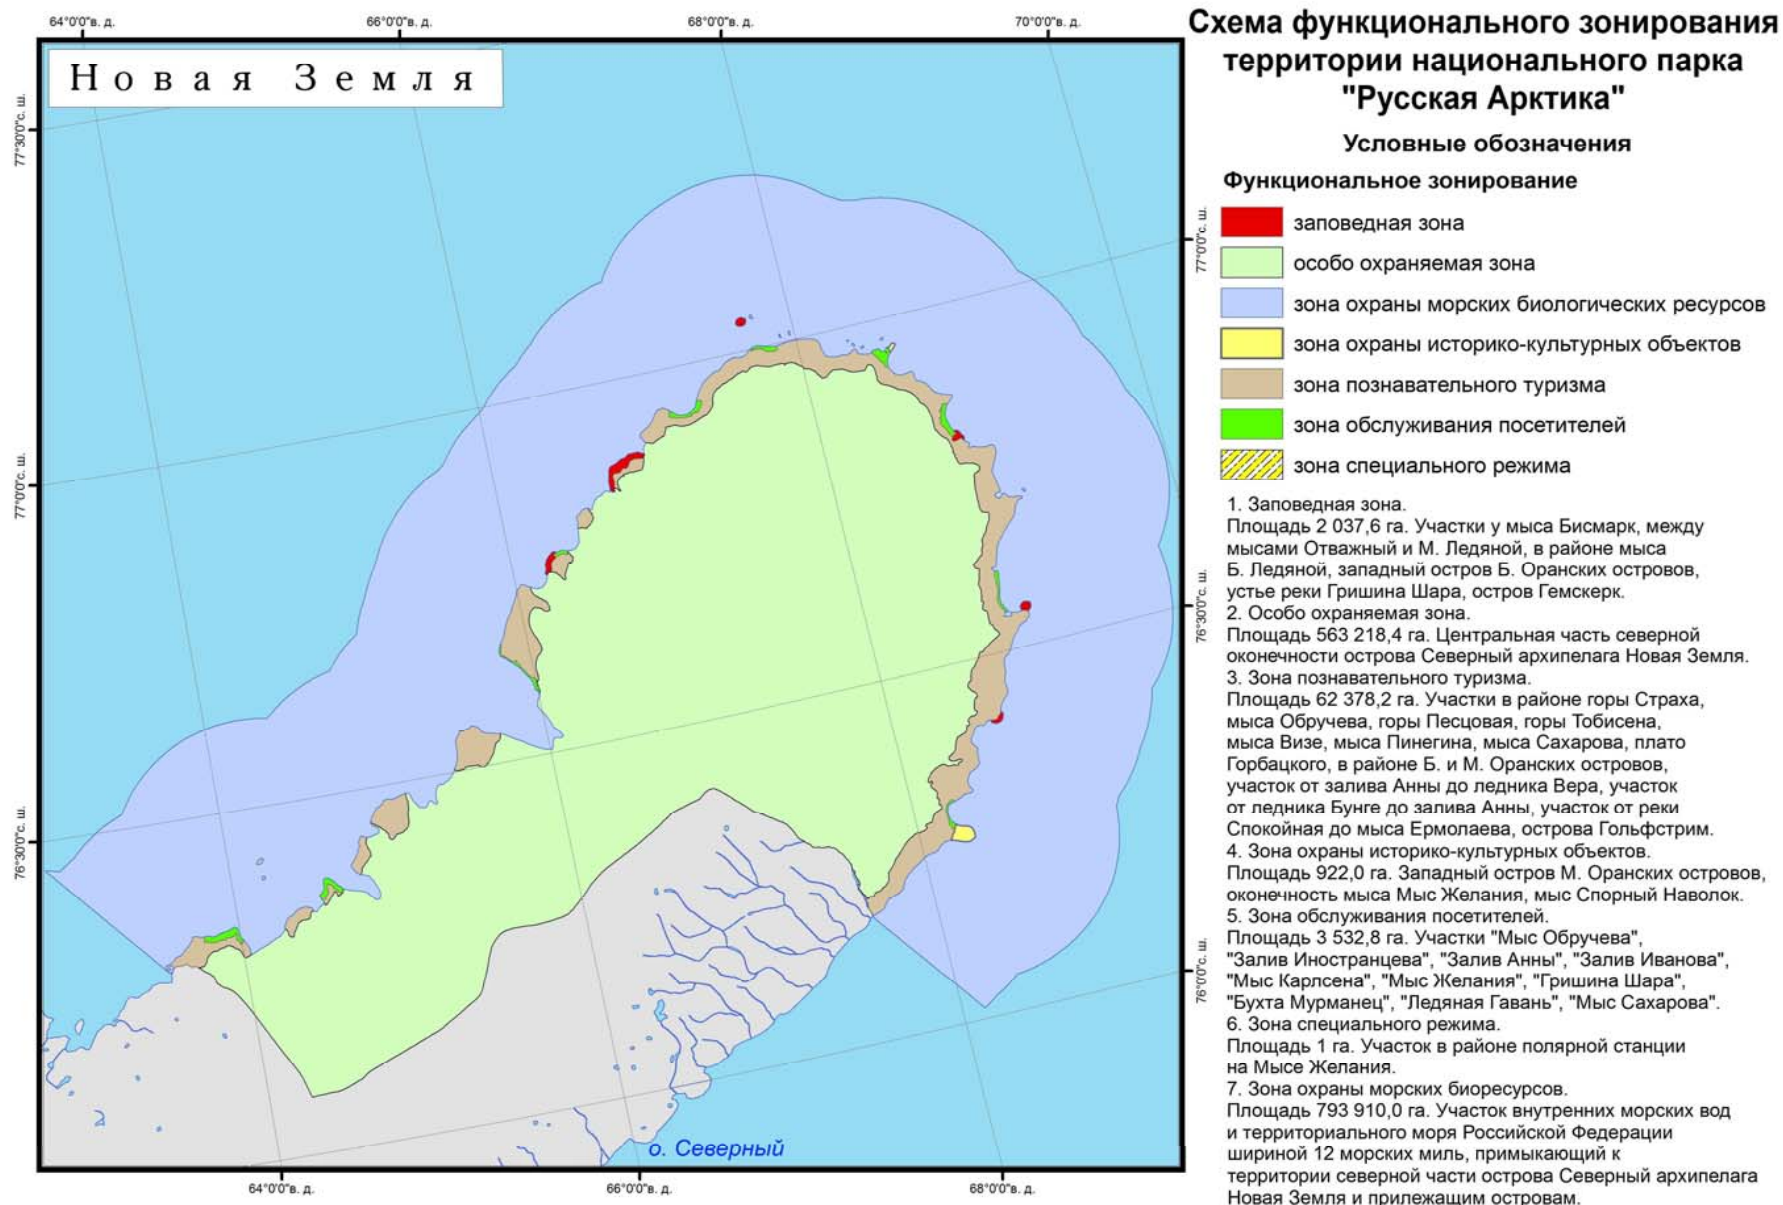 64°0'0"в. д.
66°0'0"в. д.
68°0'0"в. д.
70°0'0"в. д.
Схема функционального зонирования
территории национального парка
"Русская Арктика"
Новая Земля
Условные обозначения
Функциональное зонирование
заповедная зона
особо охраняемая зона
зона охраны морских биологических ресурсов
зона охраны историко-культурных объектов
зона познавательного туризма
зона обслуживания посетителей
зона специального режима
77°30'0"с. ш.
77°0'0"с. ш.
76°30'0"с. ш.
77°0'0"с. ш.
76°30'0"с. ш.
76°0'0"с. ш.
1. Заповедная зона.
Площадь 2 037,6 га. Участки у мыса Бисмарк, между
мысами Отважный и М. Ледяной, в районе мыса
Б. Ледяной, западный остров Б. Оранских островов,
устье реки Гришина Шара, остров Гемскерк.
2. Особо охраняемая зона.
Площадь 563 218,4 га. Центральная часть северной
оконечности острова Северный архипелага Новая Земля.
3. Зона познавательного туризма.
Площадь 62 378,2 га. Участки в районе горы Страха,
мыса Обручева, горы Песцовая, горы Тобисена,
мыса Визе, мыса Пинегина, мыса Сахарова, плато
Горбацкого, в районе Б. и М. Оранских островов,
участок от залива Анны до ледника Вера, участок
от ледника Бунге до залива Анны, участок от реки
Спокойная до мыса Ермолаева, острова Гольфстрим.
4. Зона охраны историко-культурных объектов.
Площадь 922,0 га. Западный остров М. Оранских островов,
оконечность мыса Мыс Желания, мыс Спорный Наволок.
5. Зона обслуживания посетителей.
Площадь 3 532,8 га. Участки "Мыс Обручева",
"Залив Иностранцева", "Залив Анны", "Залив Иванова",
"Мыс Карлсена", "Мыс Желания", "Гришина Шара",
"Бухта Мурманец", "Ледяная Гавань", "Мыс Сахарова".
6. Зона специального режима.
Площадь 1 га. Участок в районе полярной станции
на Мысе Желания.
7. Зона охраны морских биоресурсов.
Площадь 793 910,0 га. Участок внутренних морских вод
и территориального моря Российской Федерации
шириной 12 морских миль, примыкающий к
территории северной части острова Северный архипелага
Новая Земля и прилежащим островам.
о. Северный
64°0'0"в. д.
66°0'0"в. д.
68°0'0"в. д.